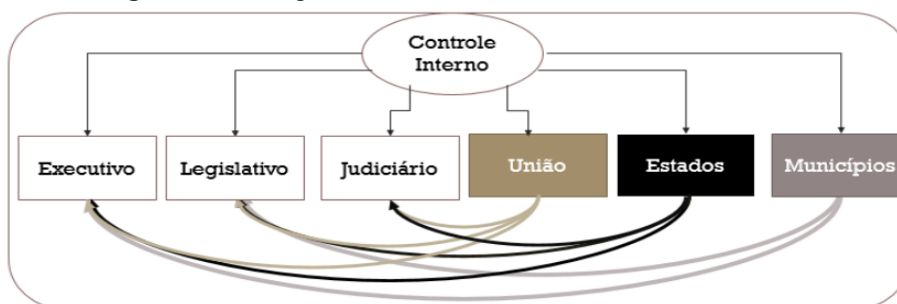 Controle
Interno
Executivo
Legislativo
Judiciário
União
Estados
Municípios